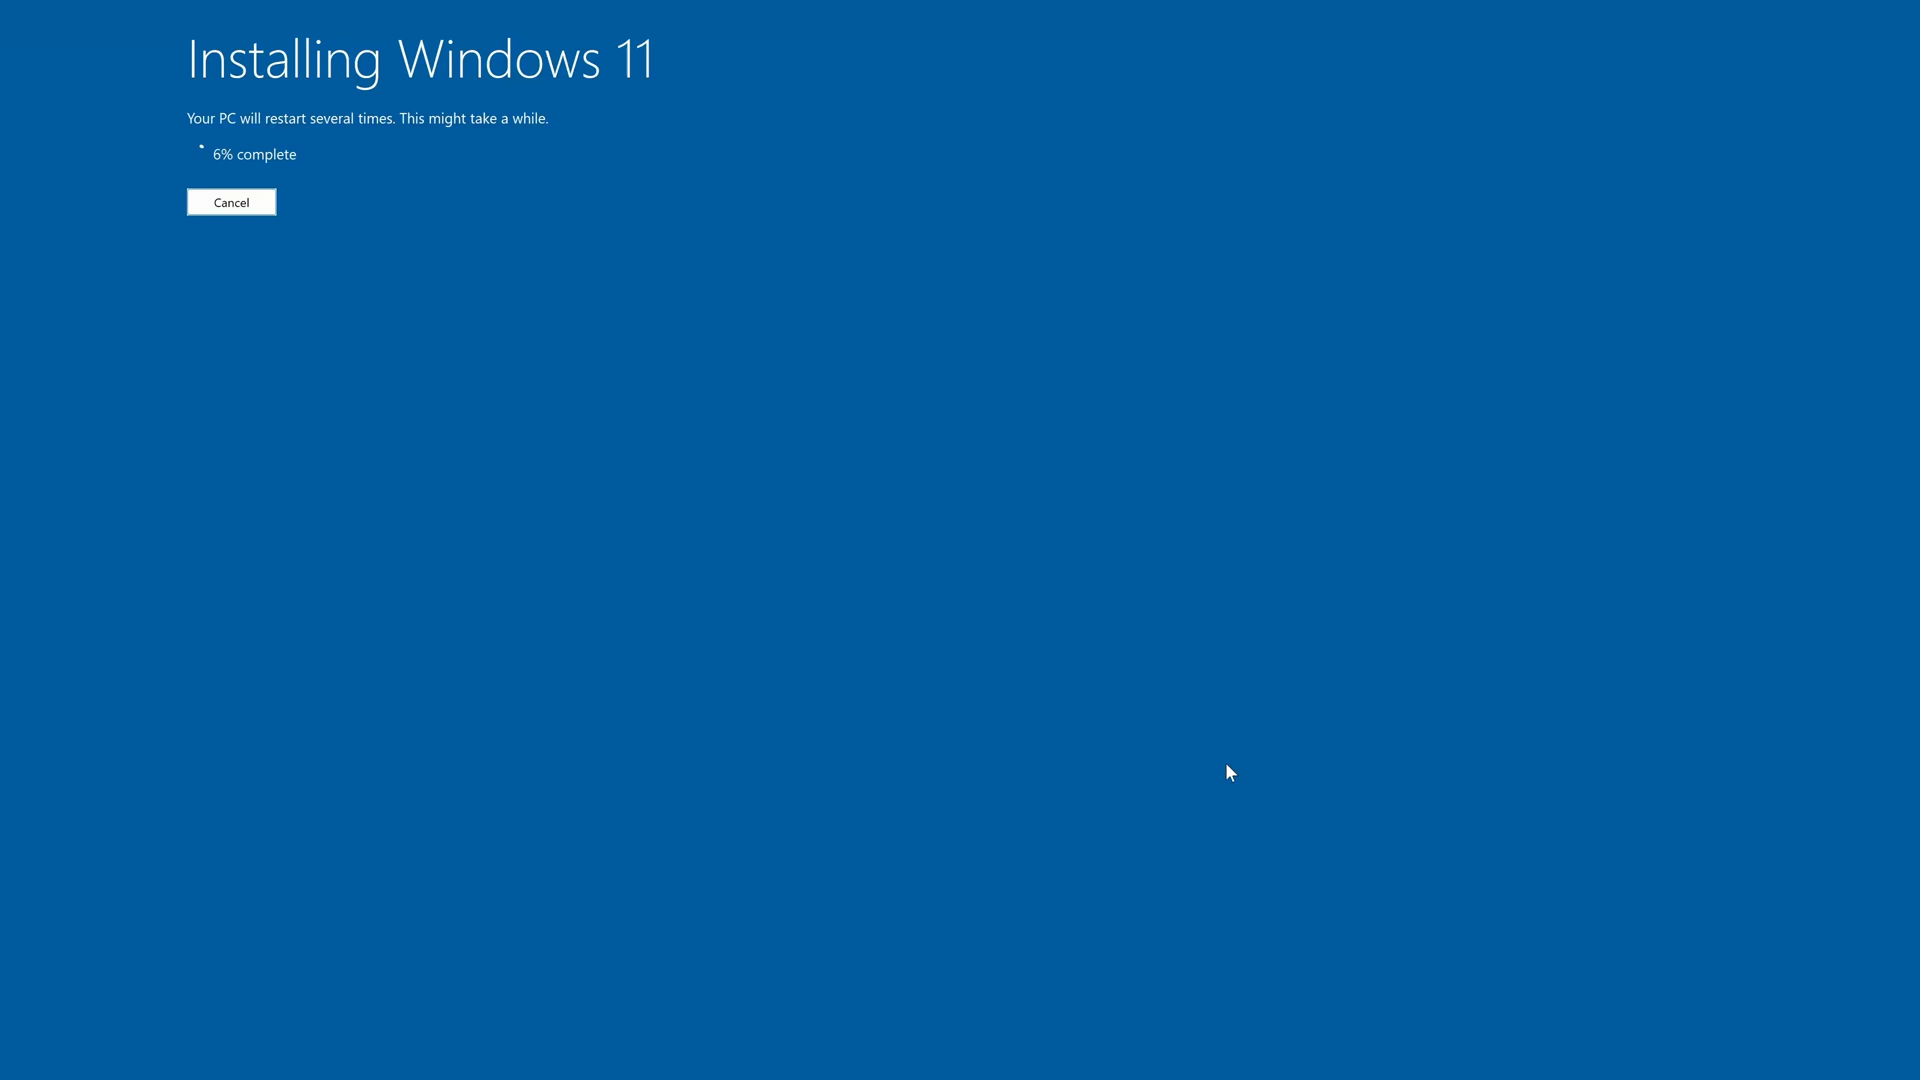 Installing Windows 11
Your PC will restart several times. This might take a while.
6% complete
Cancel